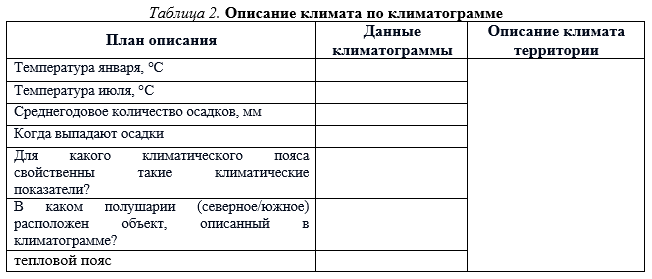 Таблица 2. Описание климата по климатограмме
План описания
Данные
климатограммы
Описание климата
территории
Температура января, °С
Температура июля, °С
Среднегодовое количество осадков, мм
Когда выпадают осадки
Для какого климатического пояса
свойственны такие климатические
показатели?
В каком полушарии (северное/южное)
расположен объект, описанный в
климатограмме?
тепловой пояс